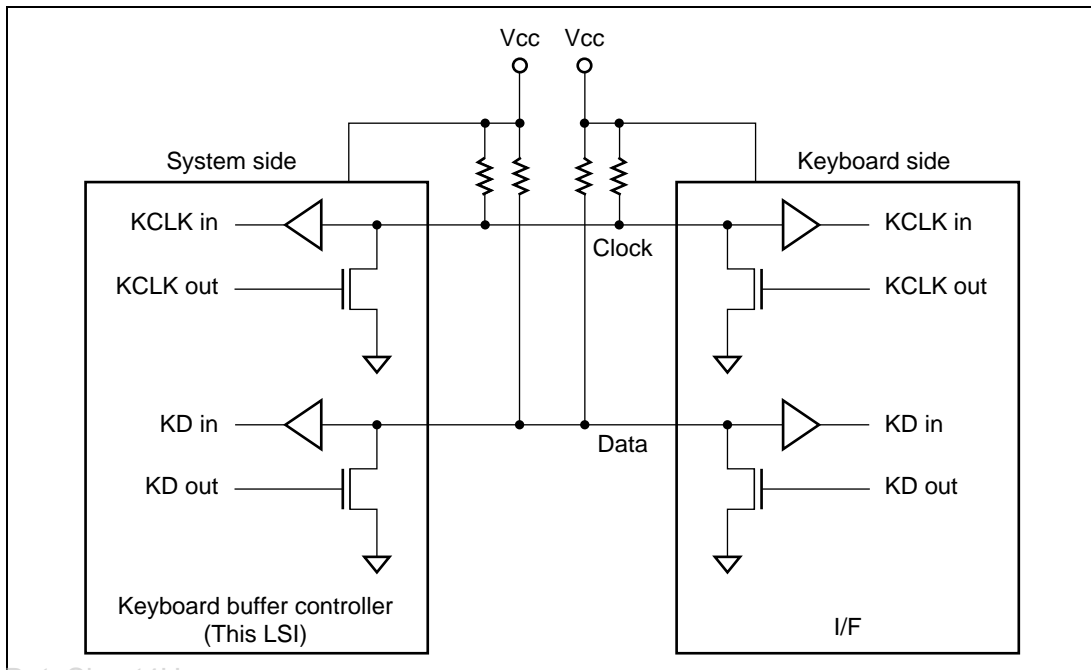 Vcc Vcc
System side
Keyboard side
KCLK in
KCLK in
Clock
KCLK out
KCLK out
KD in
KD in
Data
KD out
KD out
Keyboard buffer controller
(This LSI)
I/F